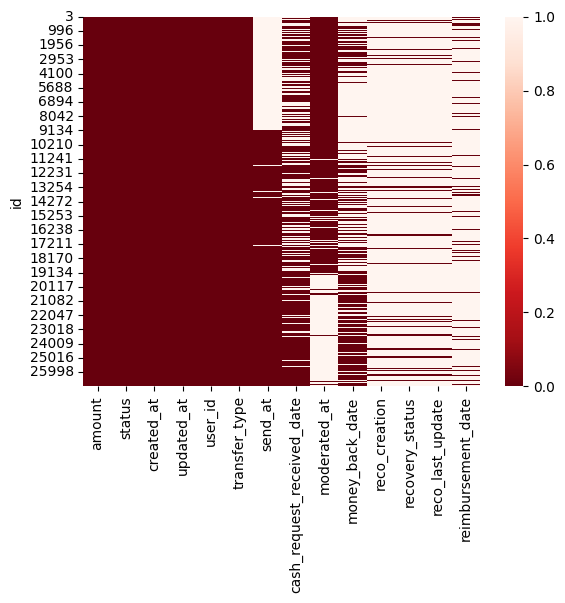 3
996
1956
2953
4100
5688
6894
8042
9134
10210
11241
12231
13254
14272
15253
16238
17211
18170
19134
20117
21082
22047
23018
24009
25016
25998
id
amount
status
created_at
updated_at
user_id
transfer_type
send_at
cash_request_received_date
moderated_at
money_back_date
reco_creation
recovery_status
reco_last_update
reimbursement_date
1.0
0.8
0.6
0.4
0.2
0.0